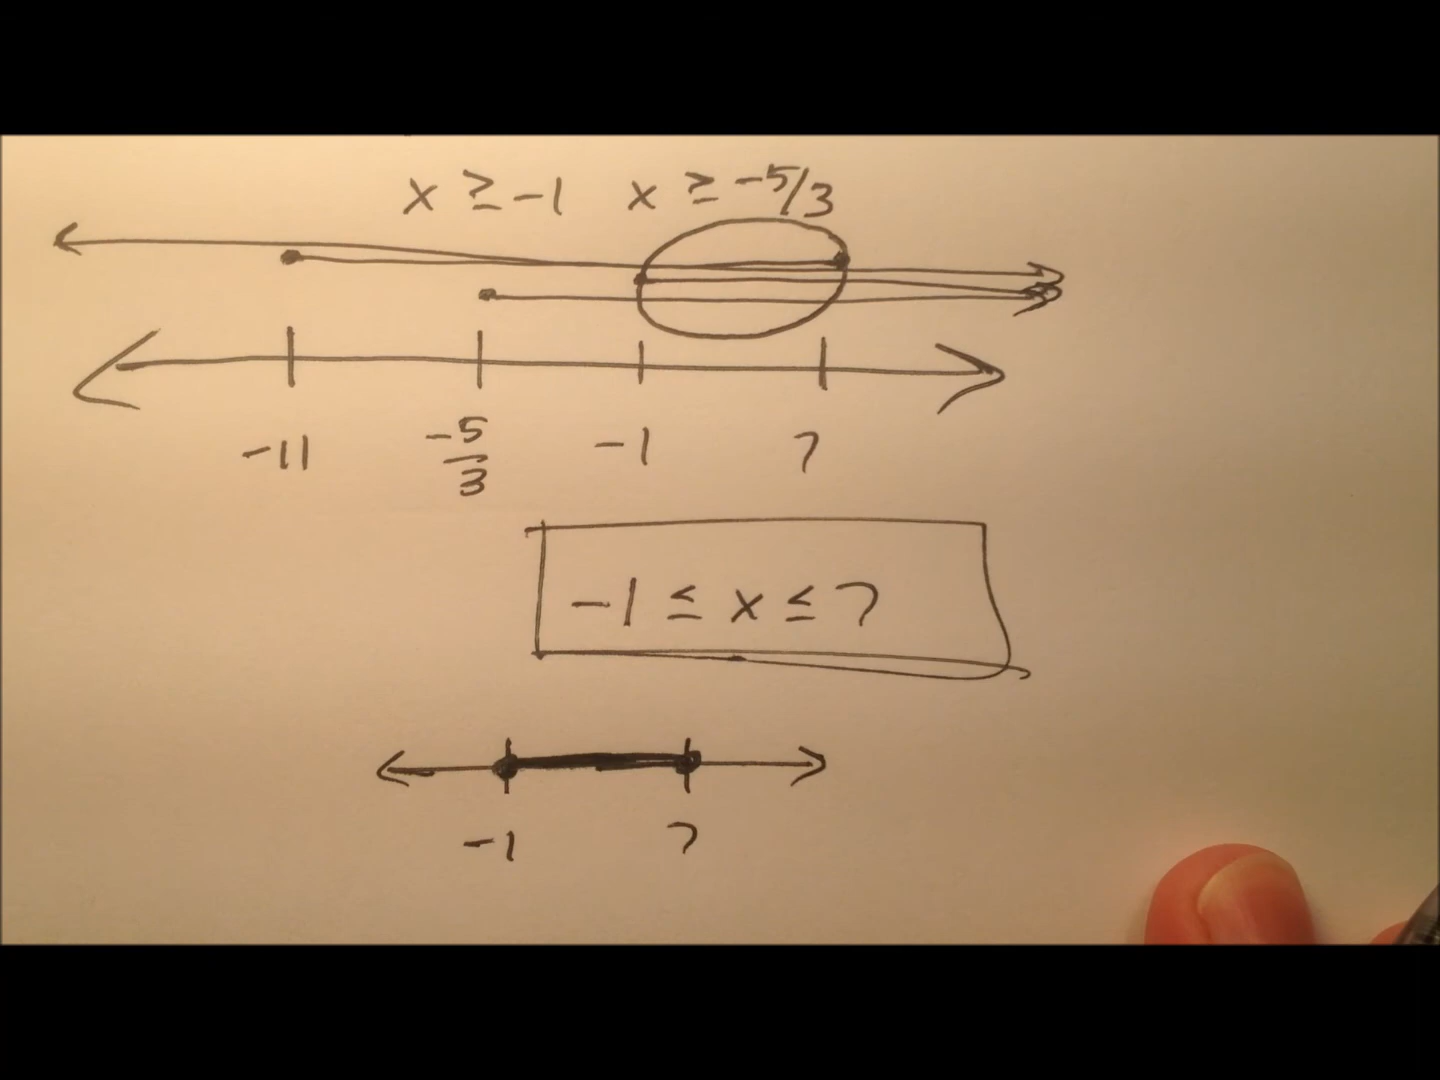 x ≥ -1 x ≥ -5/3
-11 -5/3 -1 7
-1 ≤ x ≤ 7
-1 7